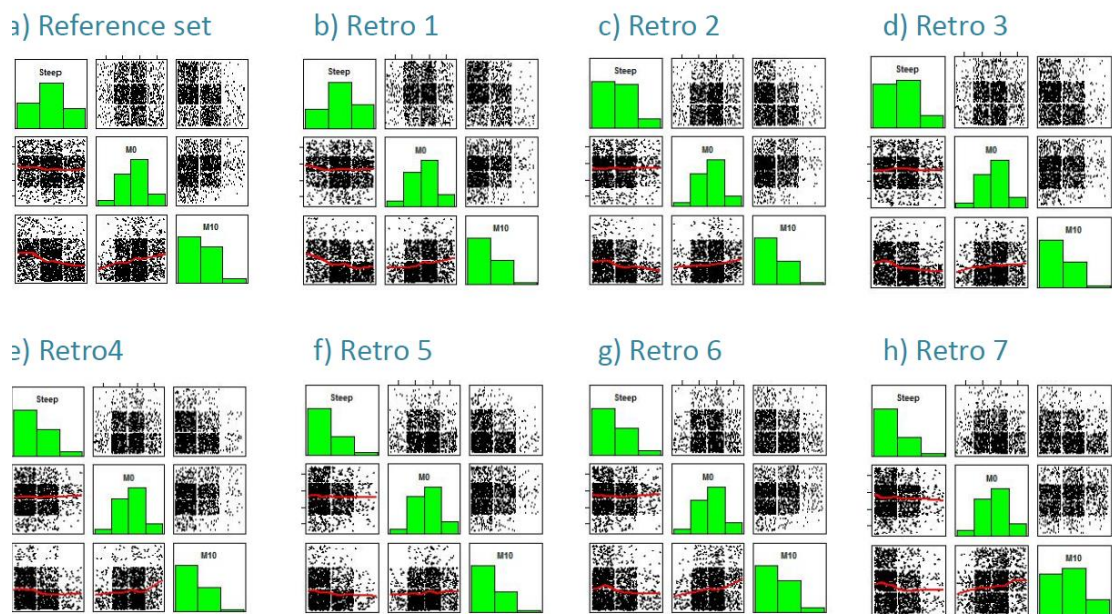 a) Reference set
b) Retro 1
c) Retro 2
d) Retro 3
Steep
M0
M10
Steep
M0
M10
Steep
M0
M10
Steep
M0
M10
e) Retro4
f) Retro 5
g) Retro 6
h) Retro 7
Steep
M0
M10
Steep
M0
M10
Steep
M0
M10
Steep
M0
M10